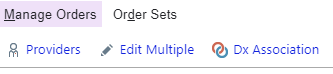 Manage Orders Order Sets
Providers Edit Multiple Dx Association